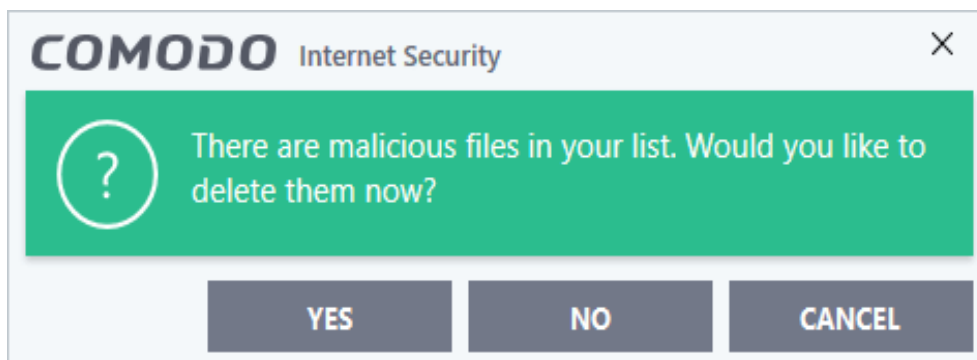 COMODO Internet Security
There are malicious files in your list. Would you like to
delete them now?
YES NO CANCEL